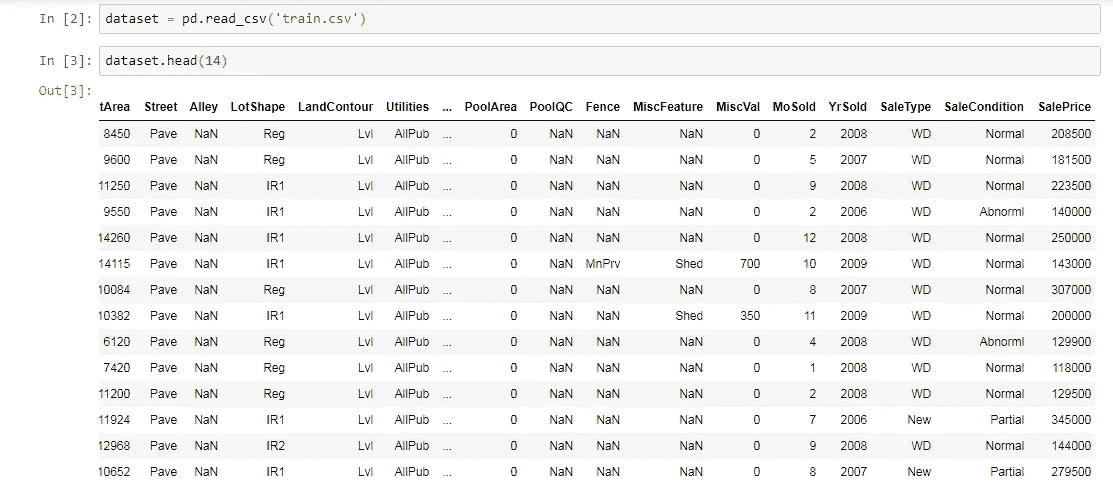 In [2]: dataset = pd.read_csv('train.csv')
In [3]: dataset.head(14)
Out[3]:
tArea Street Alley LotShape LandContour Utilities ... PoolArea PoolQC Fence MiscFeature MiscVal MoSold YrSold SaleType SaleCondition SalePrice
8450 Pave NaN Reg Lvl AllPub ... 0 NaN NaN NaN 0 2 2008 WD Normal 208500
9600 Pave NaN Reg Lvl AllPub ... 0 NaN NaN NaN 0 5 2007 WD Normal 181500
11250 Pave NaN IR1 Lvl AllPub ... 0 NaN NaN NaN 0 9 2008 WD Normal 223500
9550 Pave NaN IR1 Lvl AllPub ... 0 NaN NaN NaN 0 2 2006 WD Abnorml 140000
14260 Pave NaN IR1 Lvl AllPub ... 0 NaN NaN NaN 0 12 2008 WD Normal 250000
14115 Pave NaN IR1 Lvl AllPub ... 0 NaN MnPrv Shed 700 10 2009 WD Normal 143000
10084 Pave NaN Reg Lvl AllPub ... 0 NaN NaN NaN 0 8 2007 WD Normal 307000
10382 Pave NaN IR1 Lvl AllPub ... 0 NaN NaN Shed 350 11 2009 WD Normal 200000
6120 Pave NaN Reg Lvl AllPub ... 0 NaN NaN NaN 0 4 2008 WD Abnorml 129900
7420 Pave NaN Reg Lvl AllPub ... 0 NaN NaN NaN 0 1 2008 WD Normal 118000
11200 Pave NaN Reg Lvl AllPub ... 0 NaN NaN NaN 0 2 2008 WD Normal 129500
11924 Pave NaN IR1 Lvl AllPub ... 0 NaN NaN NaN 0 7 2006 New Partial 345000
12968 Pave NaN IR2 Lvl AllPub ... 0 NaN NaN NaN 0 9 2008 WD Normal 144000
10652 Pave NaN IR1 Lvl AllPub ... 0 NaN NaN NaN 0 8 2007 New Partial 279500